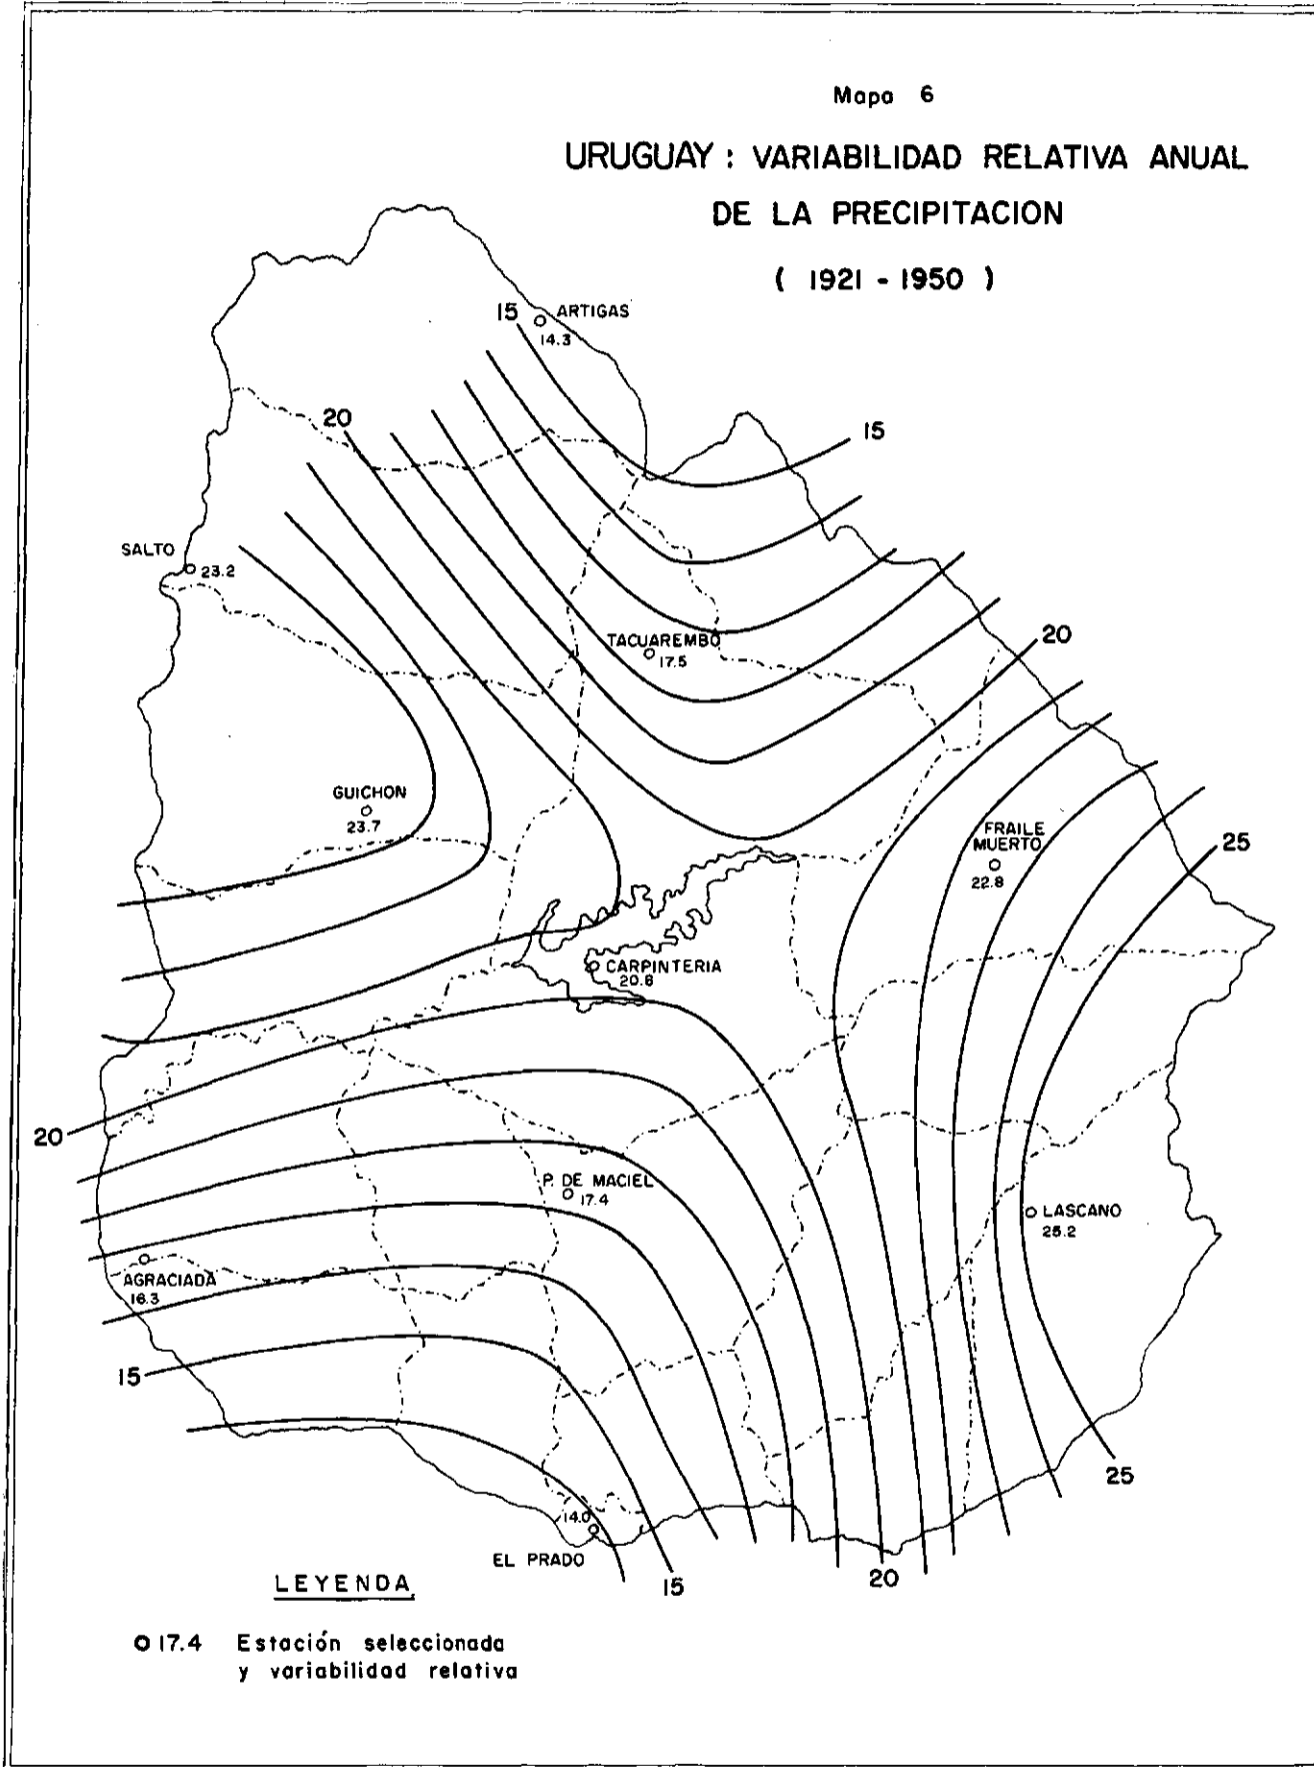 Mapa 6
URUGUAY : VARIABILIDAD RELATIVA ANUAL
DE LA PRECIPITACION
( 1921 - 1950 )
15
ARTIGAS
14.3
20
15
SALTO
23.2
TACUAREMBO
17.5
20
GUICHON
23.7
FRAILE
MUERTO
22.8
25
CARPINTERIA
20.8
20
P. DE MACIEL
17.4
LASCANO
25.2
AGRACIADA
16.3
15
25
14.0
EL PRADO
15
20
LEYENDA
17.4 Estación seleccionada
y variabilidad relativa